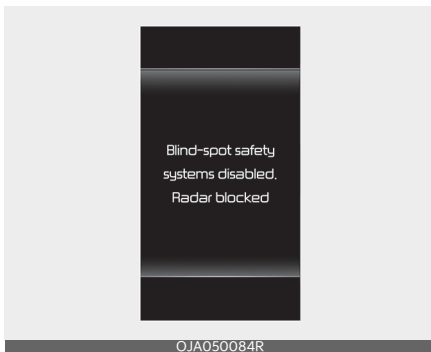 Blind-spot safety
systems disabled.
Radar blocked
OJA050084R